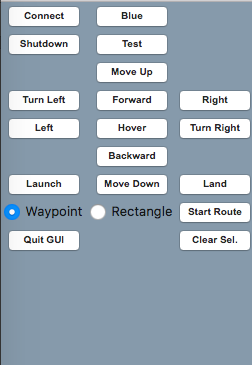 Connect Blue
Shutdown Test
Move Up
Turn Left Forward Right
Left Hover Turn Right
Backward
Launch Move Down Land
Waypoint Rectangle Start Route
Quit GUI Clear Sel.